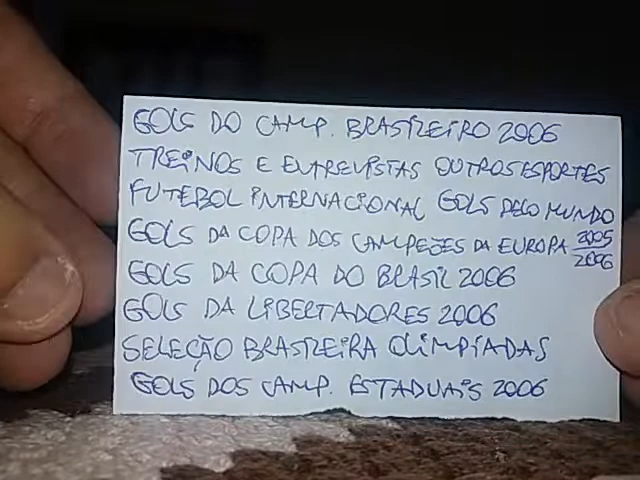 GOLS DO CAMP. BRASILEIRO 2006
TREINOS E ENTREVISTAS OUTROS ESPORTES
FUTEBOL INTERNACIONAL GOLS PELO MUNDO
GOLS DA COPA DOS CAMPEÕES DA EUROPA 2005/2006
GOLS DA COPA DO BRASIL 2006
GOLS DA LIBERTADORES 2006
SELEÇÃO BRASILEIRA OLIMPÍADAS
GOLS DOS CAMP. ESTADUAIS 2006